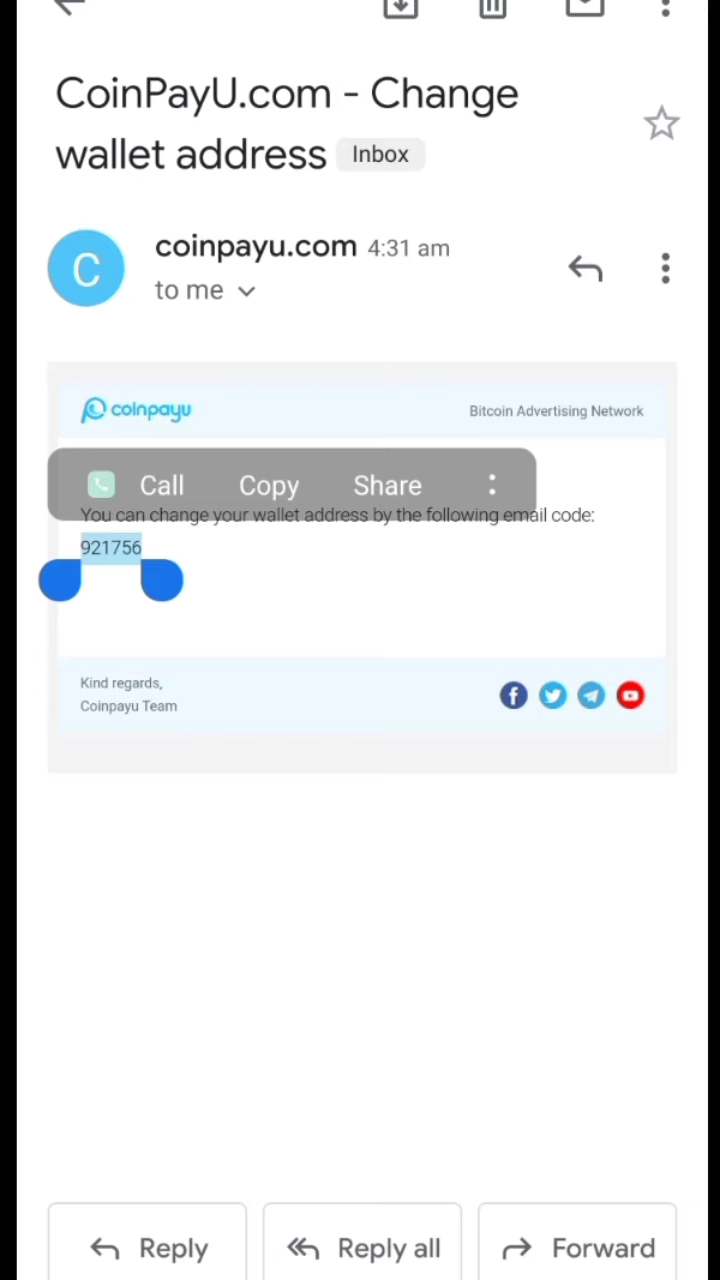 CoinPayU.com - Change
wallet address Inbox
C
coinpayu.com 4:31 am
to me
coinpayu
Bitcoin Advertising Network
Call Copy Share
You can change your wallet address by the following email code:
921756
Kind regards,
Coinpayu Team
Reply Reply all Forward